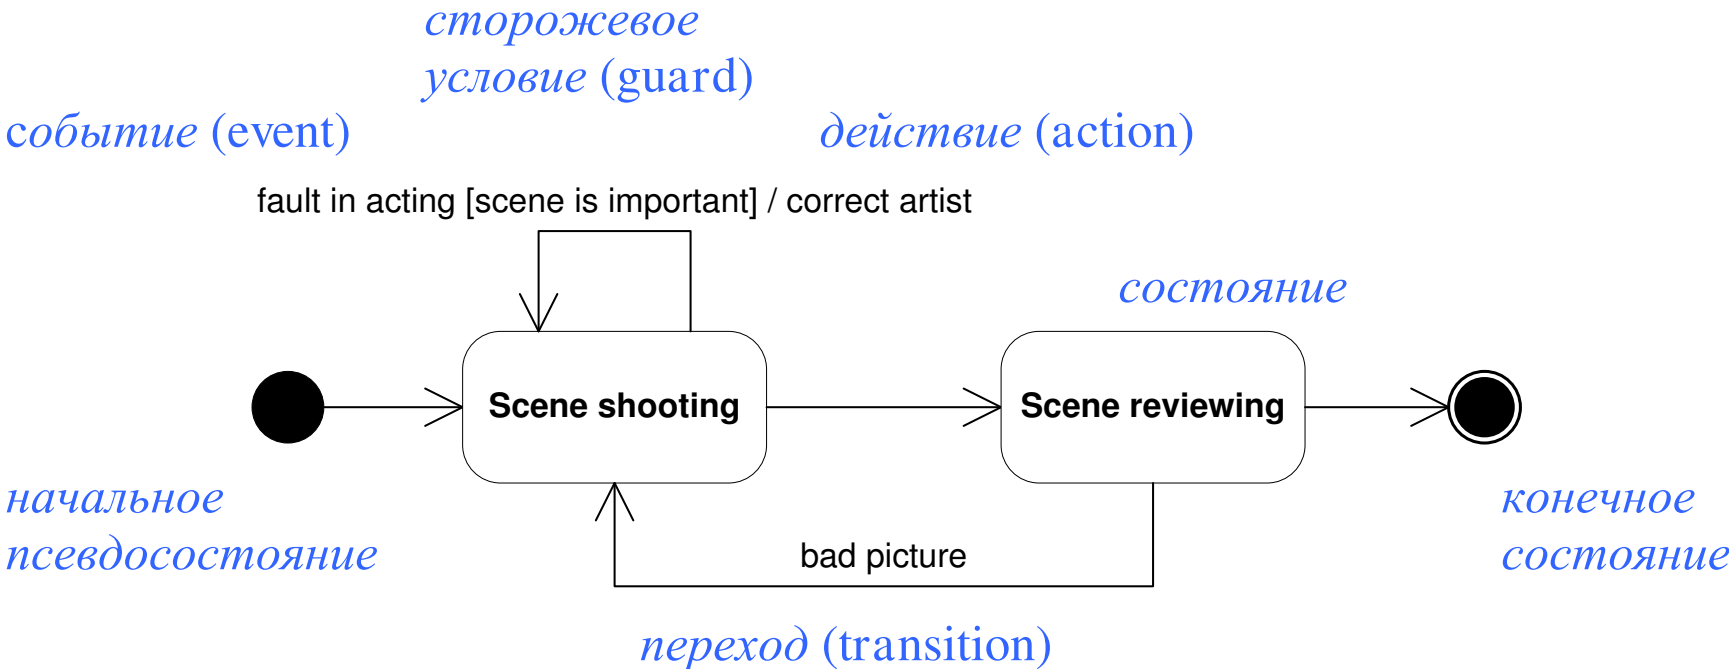 сторожевое
условие (guard)
событие (event)
действие (action)
fault in acting [scene is important] / correct artist
состояние
Scene shooting
Scene reviewing
начальное
псевдосостояние
конечное
состояние
bad picture
переход (transition)